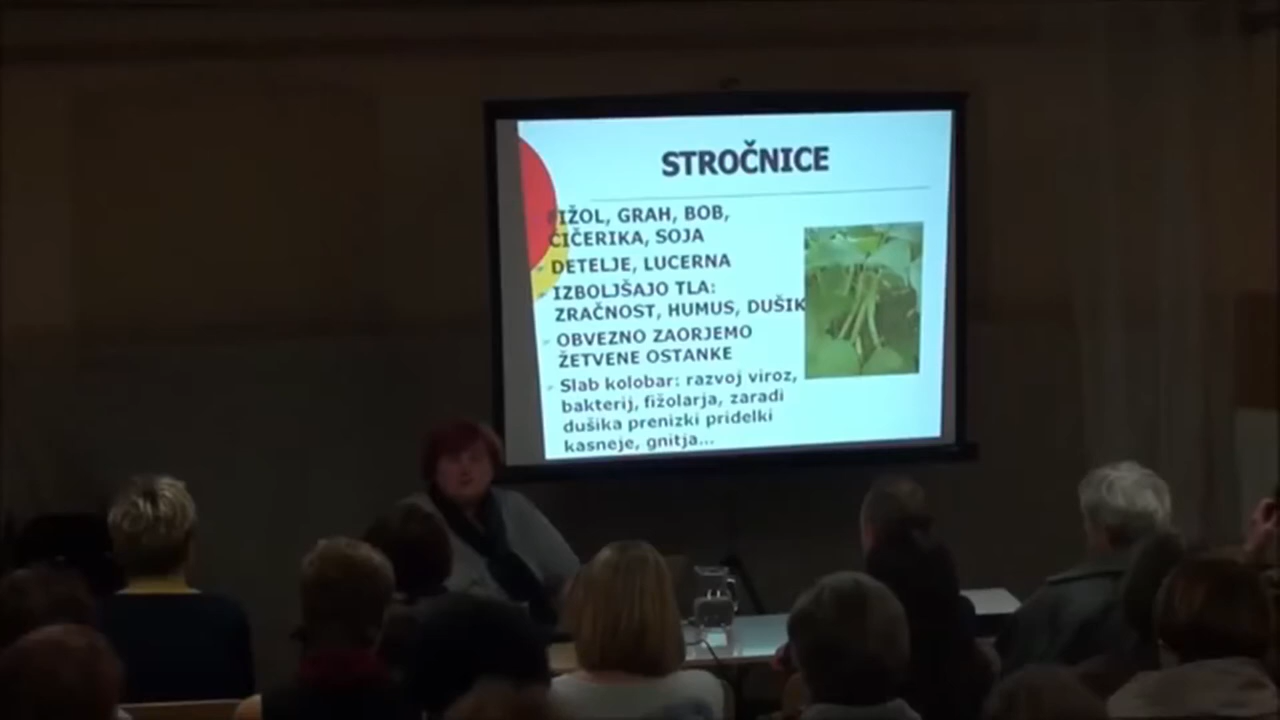 STROČNICE
FIŽOL, GRAH, BOB,
ČIČERIKA, SOJA
DETELJE, LUCERNA
IZBOLJŠAJO TLA:
ZRAČNOST, HUMUS, DUŠIK
OBVEZNO ZAORJEMO
ŽETVENE OSTANKE
Slab kolobar: razvoj viroz,
bakterij, fižolarja, zaradi
dušika prenizki pridelki
kasneje, gnitja...